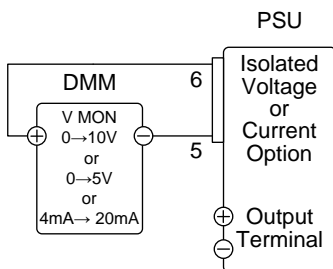 PSU
DMM
6
5
V MON
0→10V
or
0→5V
or
4mA→ 20mA
Isolated
Voltage
or
Current
Option
Output
Terminal